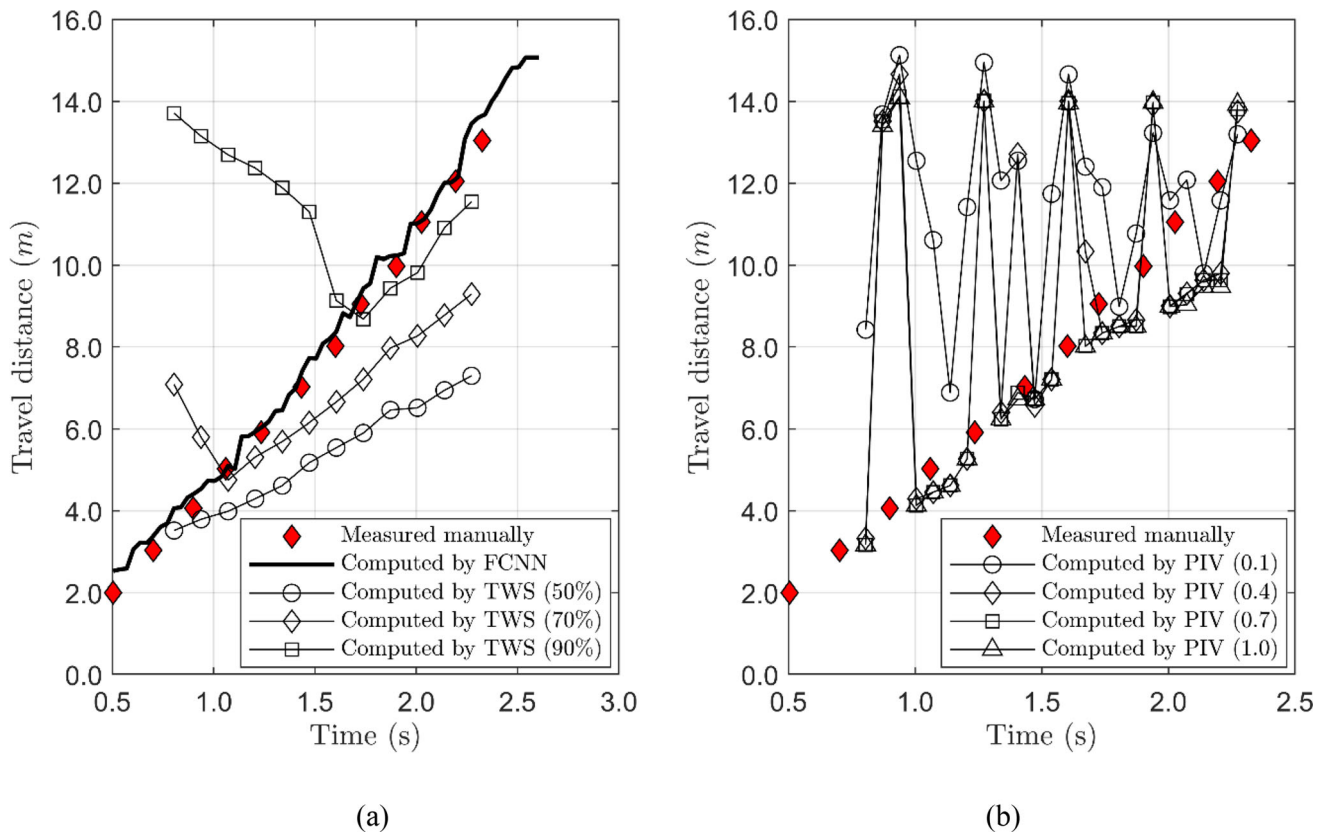 16.0
14.0
12.0
10.0
8.0
6.0
4.0
2.0
0.0
Travel distance (m)
0.5 1.0 1.5 2.0 2.5 3.0
Time (s)
Measured manually
Computed by FCNN
Computed by TWS (50%)
Computed by TWS (70%)
Computed by TWS (90%)
(a)
16.0
14.0
12.0
10.0
8.0
6.0
4.0
2.0
0.0
Travel distance (m)
0.5 1.0 1.5 2.0 2.5
Time (s)
Measured manually
Computed by PIV (0.1)
Computed by PIV (0.4)
Computed by PIV (0.7)
Computed by PIV (1.0)
(b)